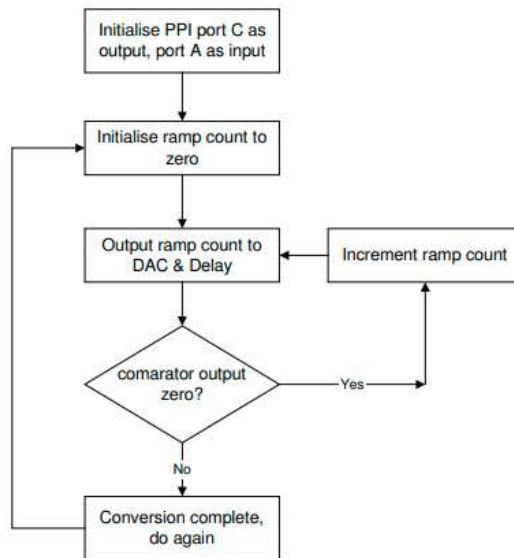 Initialise PPI port C as
output, port A as input
Initialise ramp count to
zero
Output ramp count to
DAC & Delay
Increment ramp count
comarator output
zero?
Yes
No
Conversion complete,
do again